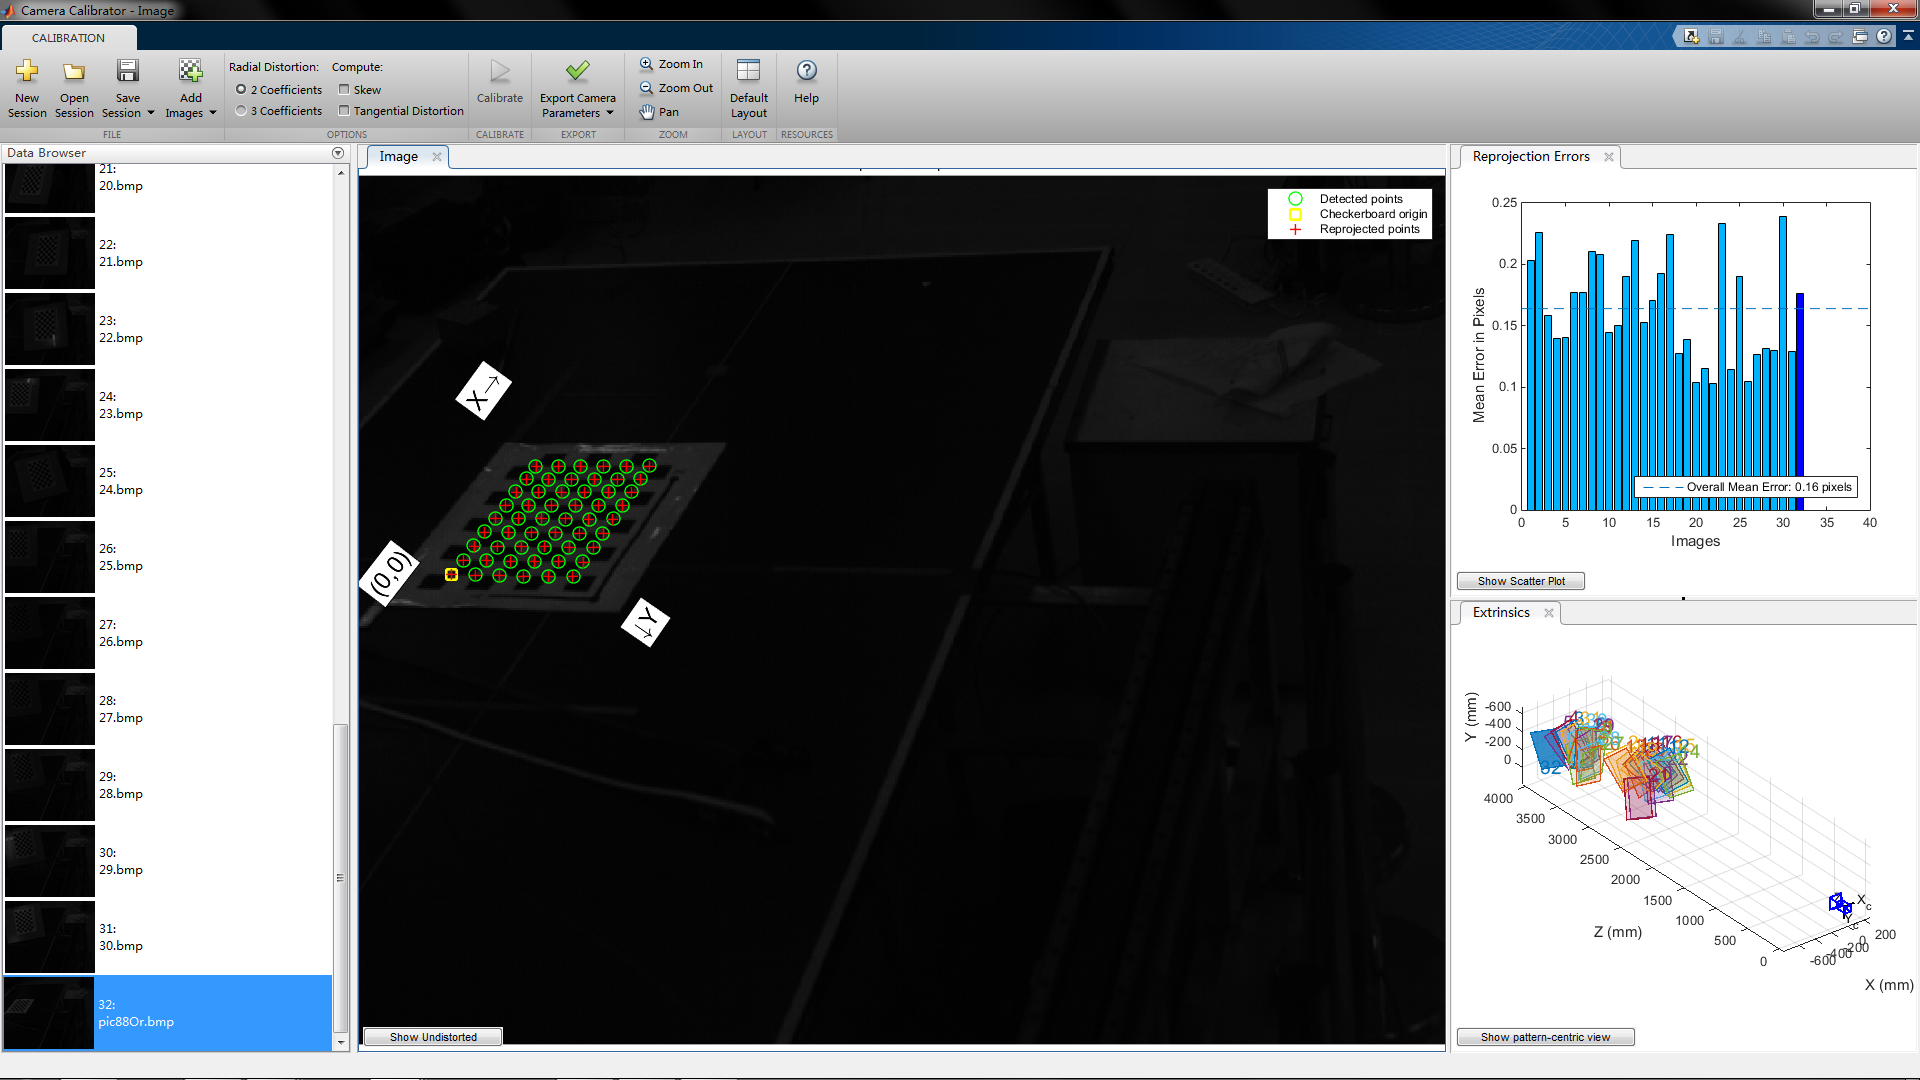 Camera Calibrator - Image
CALIBRATION
New Session
Open Session
Save Session
Add Images
FILE
Radial Distortion:
2 Coefficients
3 Coefficients
Compute:
Skew
Tangential Distortion
OPTIONS
Calibrate
CALIBRATE
Export Camera Parameters
EXPORT
Zoom In
Zoom Out
Pan
ZOOM
Default Layout
LAYOUT
Help
RESOURCES
Data Browser
21:
20.bmp
22:
21.bmp
23:
22.bmp
24:
23.bmp
25:
24.bmp
26:
25.bmp
27:
26.bmp
28:
27.bmp
29:
28.bmp
30:
29.bmp
31:
30.bmp
32:
pic88Or.bmp
Image
Detected points
Checkerboard origin
Reprojected points
X→
(0,0)
→Y
Show Undistorted
Reprojection Errors
0.25
0.2
0.15
0.1
0.05
0
Mean Error in Pixels
Overall Mean Error: 0.16 pixels
0 5 10 15 20 25 30 35 40
Images
Show Scatter Plot
Extrinsics
Y (mm)
-600
-400
-200
0
32
4000
3500
3000
2500
2000
1500
1000
500
0
Z (mm)
Xc
Yc
-600
-400
-200
0
200
X (mm)
Show pattern-centric view